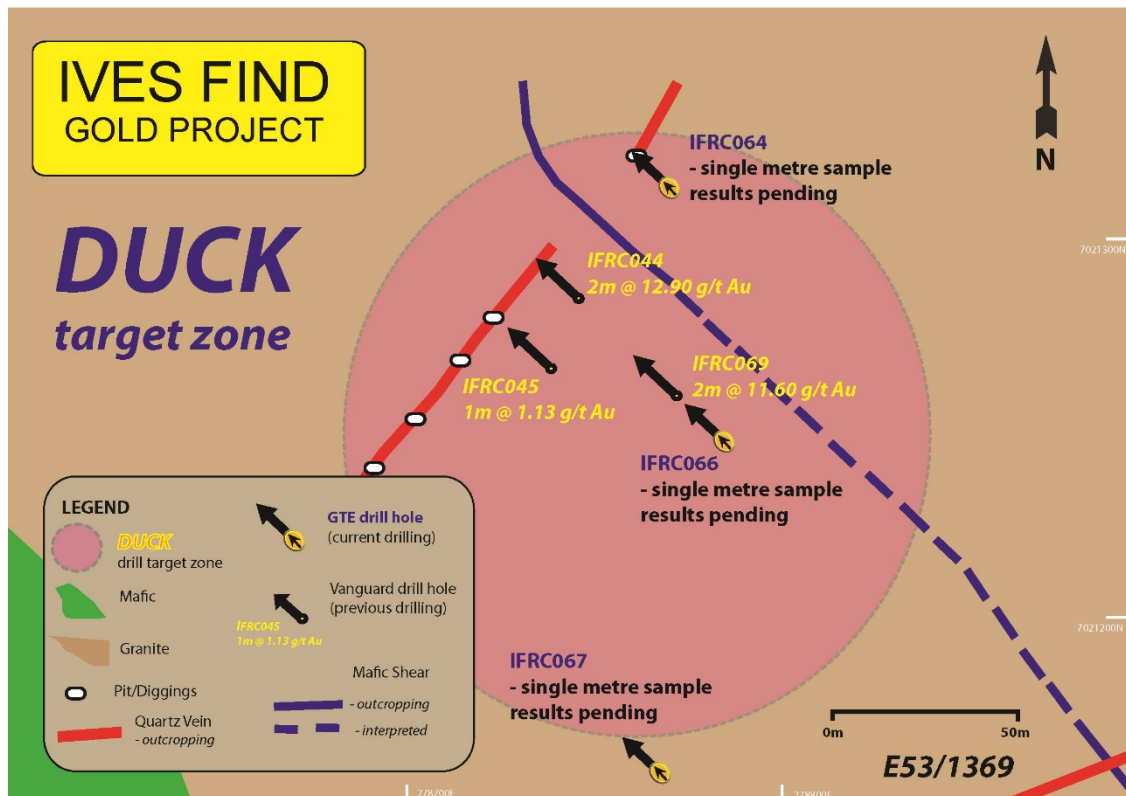 IVES FIND
GOLD PROJECT
DUCK
target zone
N
IFRC064
- single metre sample
results pending
7021300N
IFRC044
2m @ 12.90 g/t Au
IFRC069
2m @ 11.60 g/t Au
IFRC045
1m @ 1.13 g/t Au
IFRC066
- single metre sample
results pending
7021200N
IFRC067
- single metre sample
results pending
LEGEND
DUCK
drill target zone
Mafic
Granite
Pit/Diggings
Quartz Vein
- outcropping
GTE drill hole
(current drilling)
Vanguard drill hole
(previous drilling)
IFRC045
1m @ 1.13 g/t Au
Mafic Shear
- outcropping
- interpreted
0m
50m
E53/1369
278700E
278800E